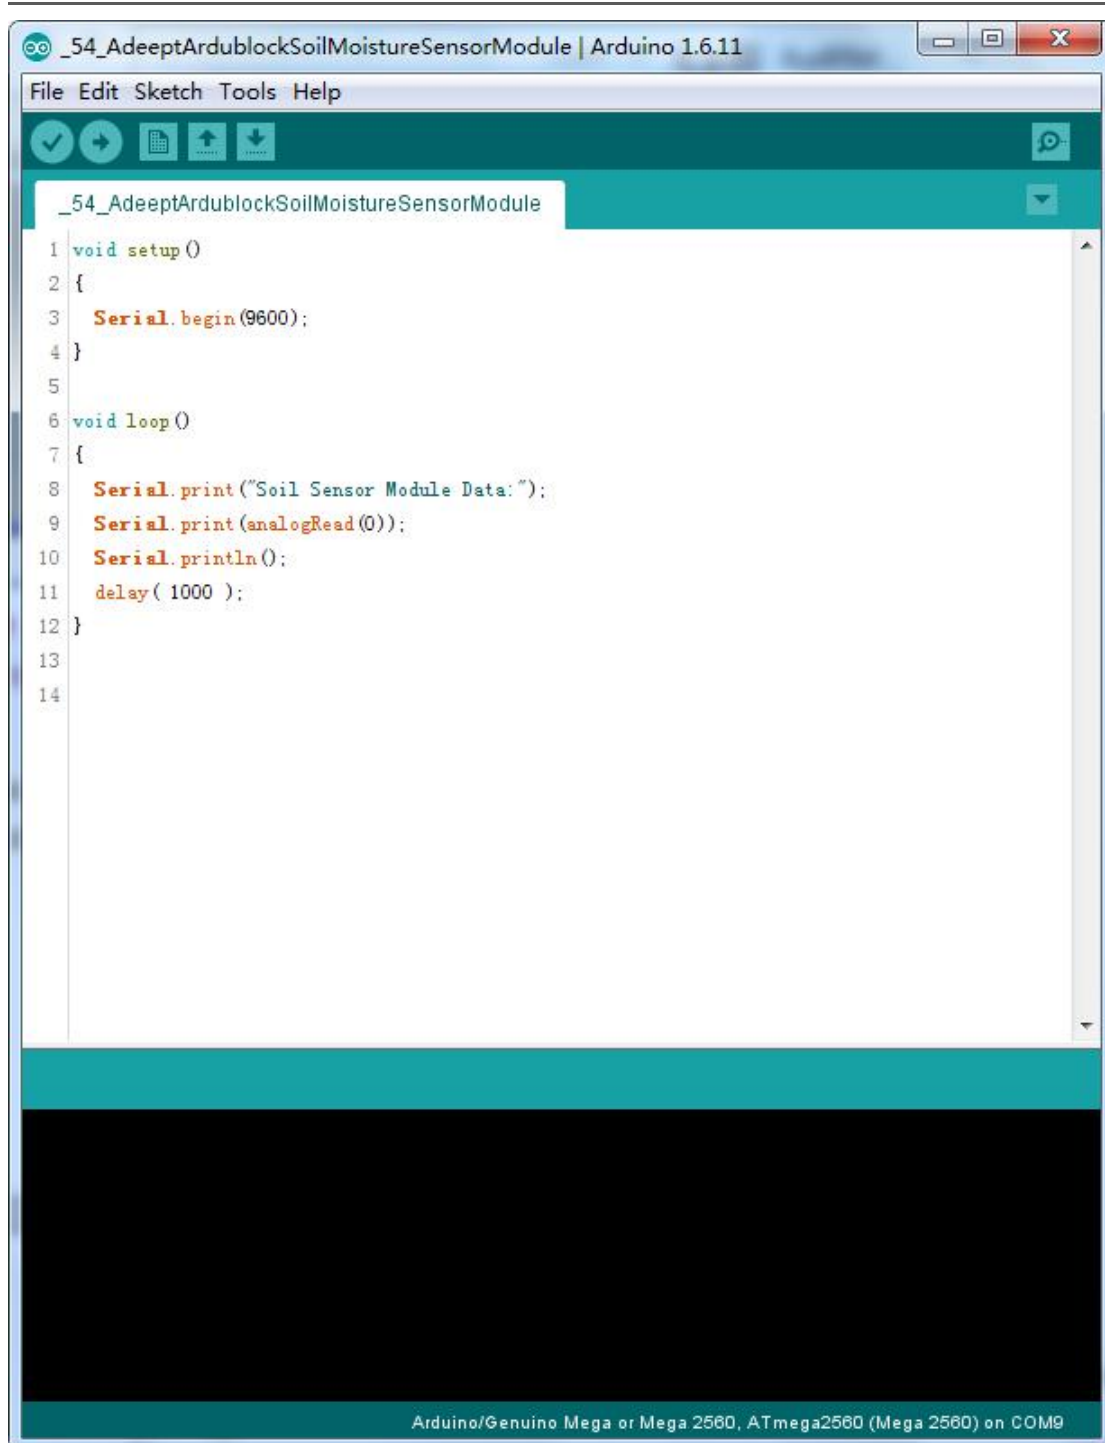 _54_AdeeptArdublockSoilMoistureSensorModule | Arduino 1.6.11
File Edit Sketch Tools Help
_54_AdeeptArdublockSoilMoistureSensorModule
1 void setup()
2 {
3   Serial.begin(9600);
4 }
5
6 void loop()
7 {
8   Serial.print("Soil Sensor Module Data:");
9   Serial.print(analogRead(0));
10   Serial.println();
11   delay( 1000 );
12 }
13
14
Arduino/Genuino Mega or Mega 2560, ATmega2560 (Mega 2560) on COM9